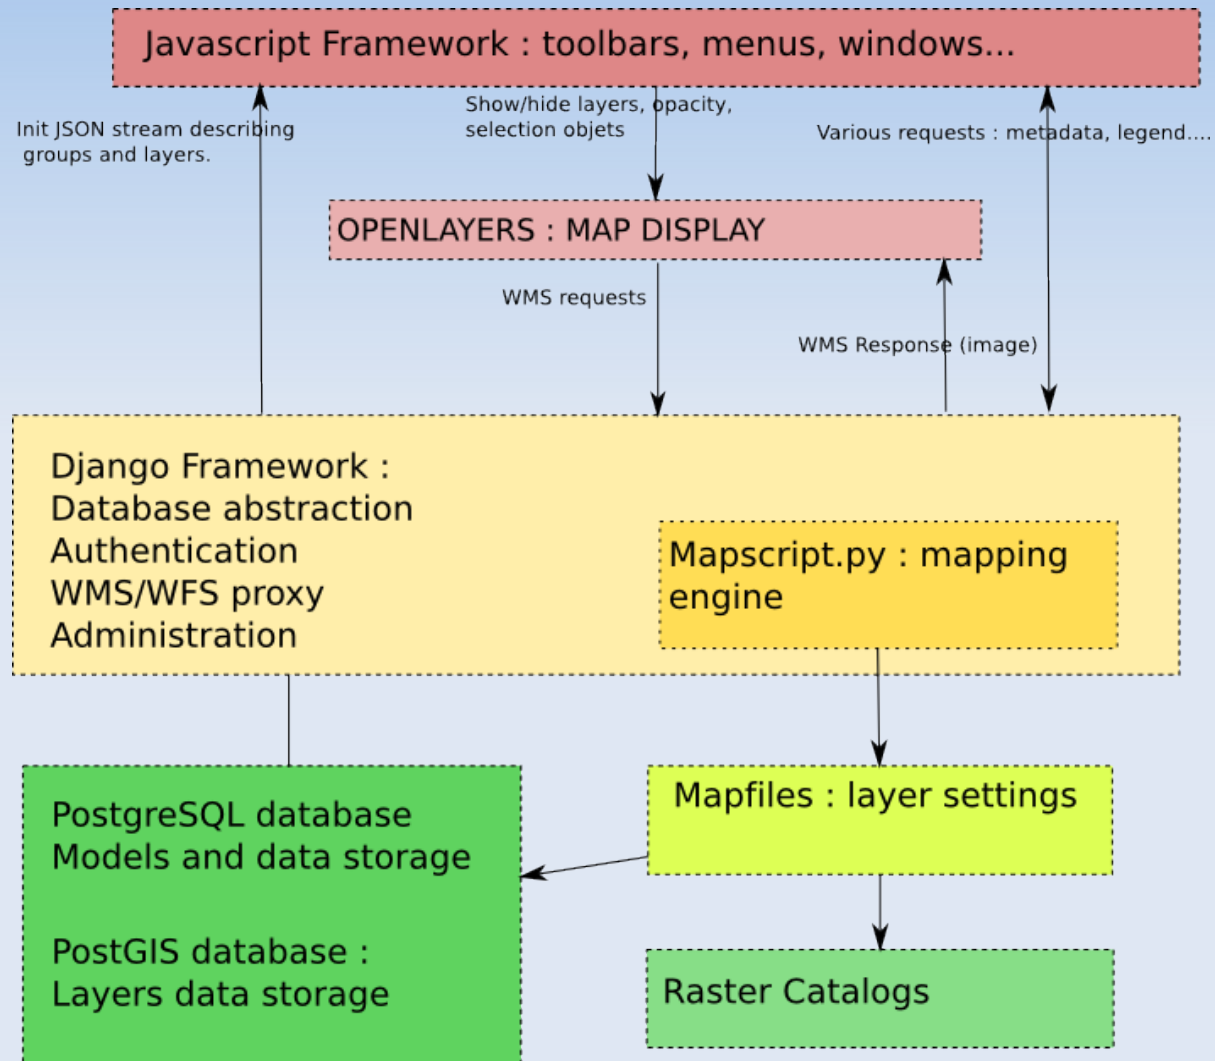 Javascript Framework : toolbars, menus, windows...
Show/hide layers, opacity,
selection objets
Init JSON stream describing
groups and layers.
Various requests : metadata, legend....
OPENLAYERS : MAP DISPLAY
WMS requests
WMS Response (image)
Django Framework :
Database abstraction
Authentication
WMS/WFS proxy
Administration
Mapscript.py : mapping
engine
PostgreSQL database
Models and data storage
PostGIS database :
Layers data storage
Mapfiles : layer settings
Raster Catalogs